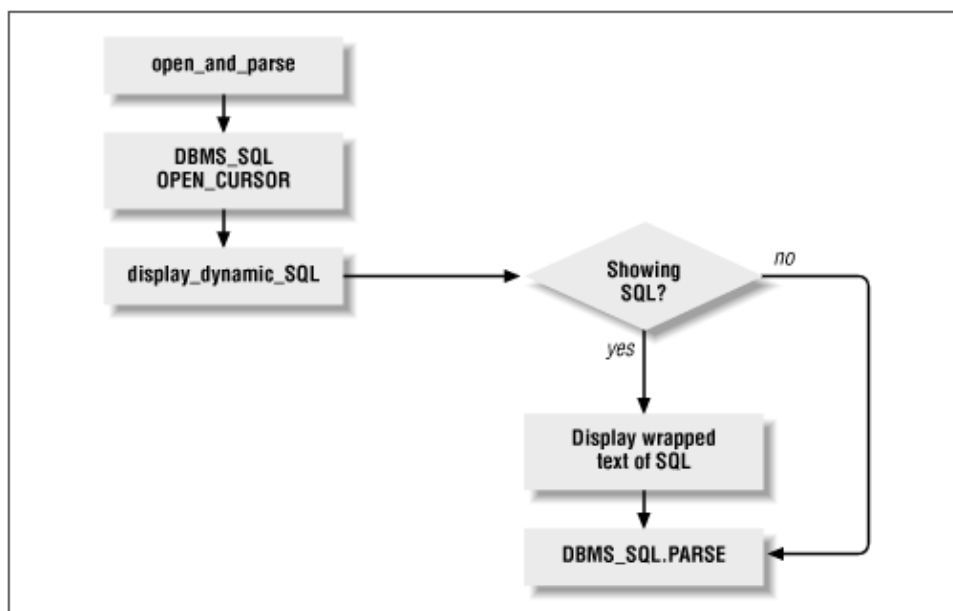 open_and_parse
DBMS_SQL
OPEN_CURSOR
display_dynamic_SQL
Showing
SQL?
no
yes
Display wrapped
text of SQL
DBMS_SQL.PARSE